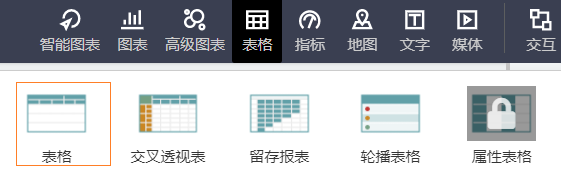 智能图表 图表 高级图表 表格 指标 地图 文字 媒体 交互
表格 交叉透视表 留存报表 轮播表格 属性表格